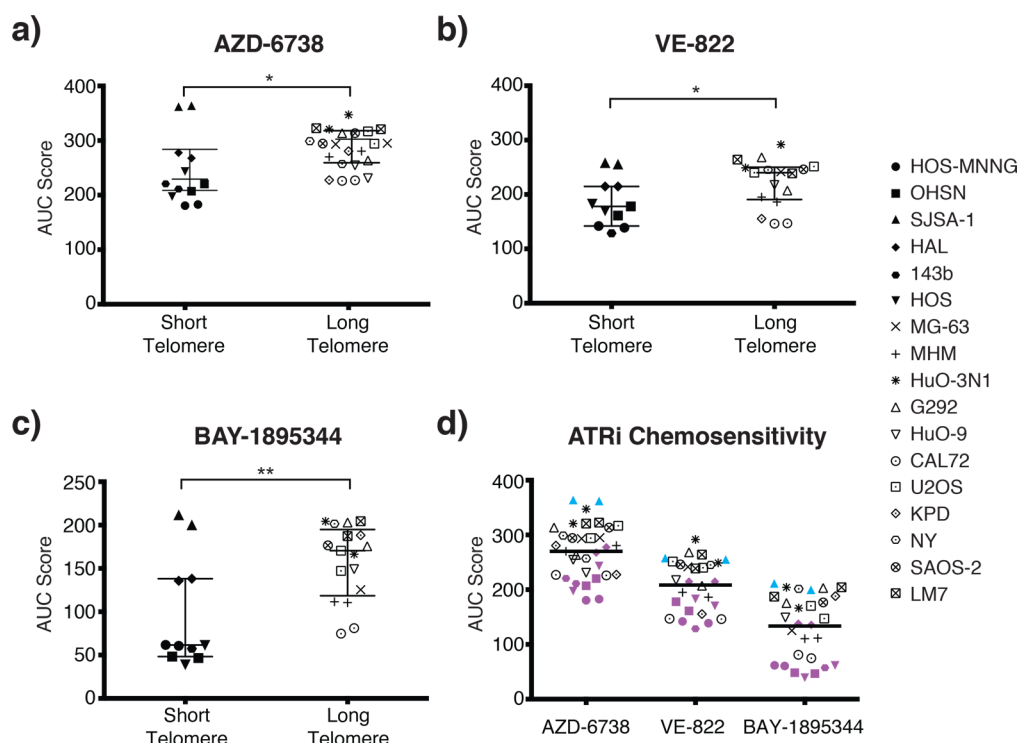 a)
AZD-6738
*
AUC Score
400
300
200
100
0
Short
Telomere
Long
Telomere
b)
VE-822
*
AUC Score
400
300
200
100
0
Short
Telomere
Long
Telomere
HOS-MNNG
OHSN
SJSA-1
HAL
143b
HOS
MG-63
MHM
HuO-3N1
G292
HuO-9
CAL72
U2OS
KPD
NY
SAOS-2
LM7
c)
BAY-1895344
**
AUC Score
250
200
150
100
50
0
Short
Telomere
Long
Telomere
d)
ATRi Chemosensitivity
AUC Score
400
300
200
100
0
AZD-6738
VE-822
BAY-1895344